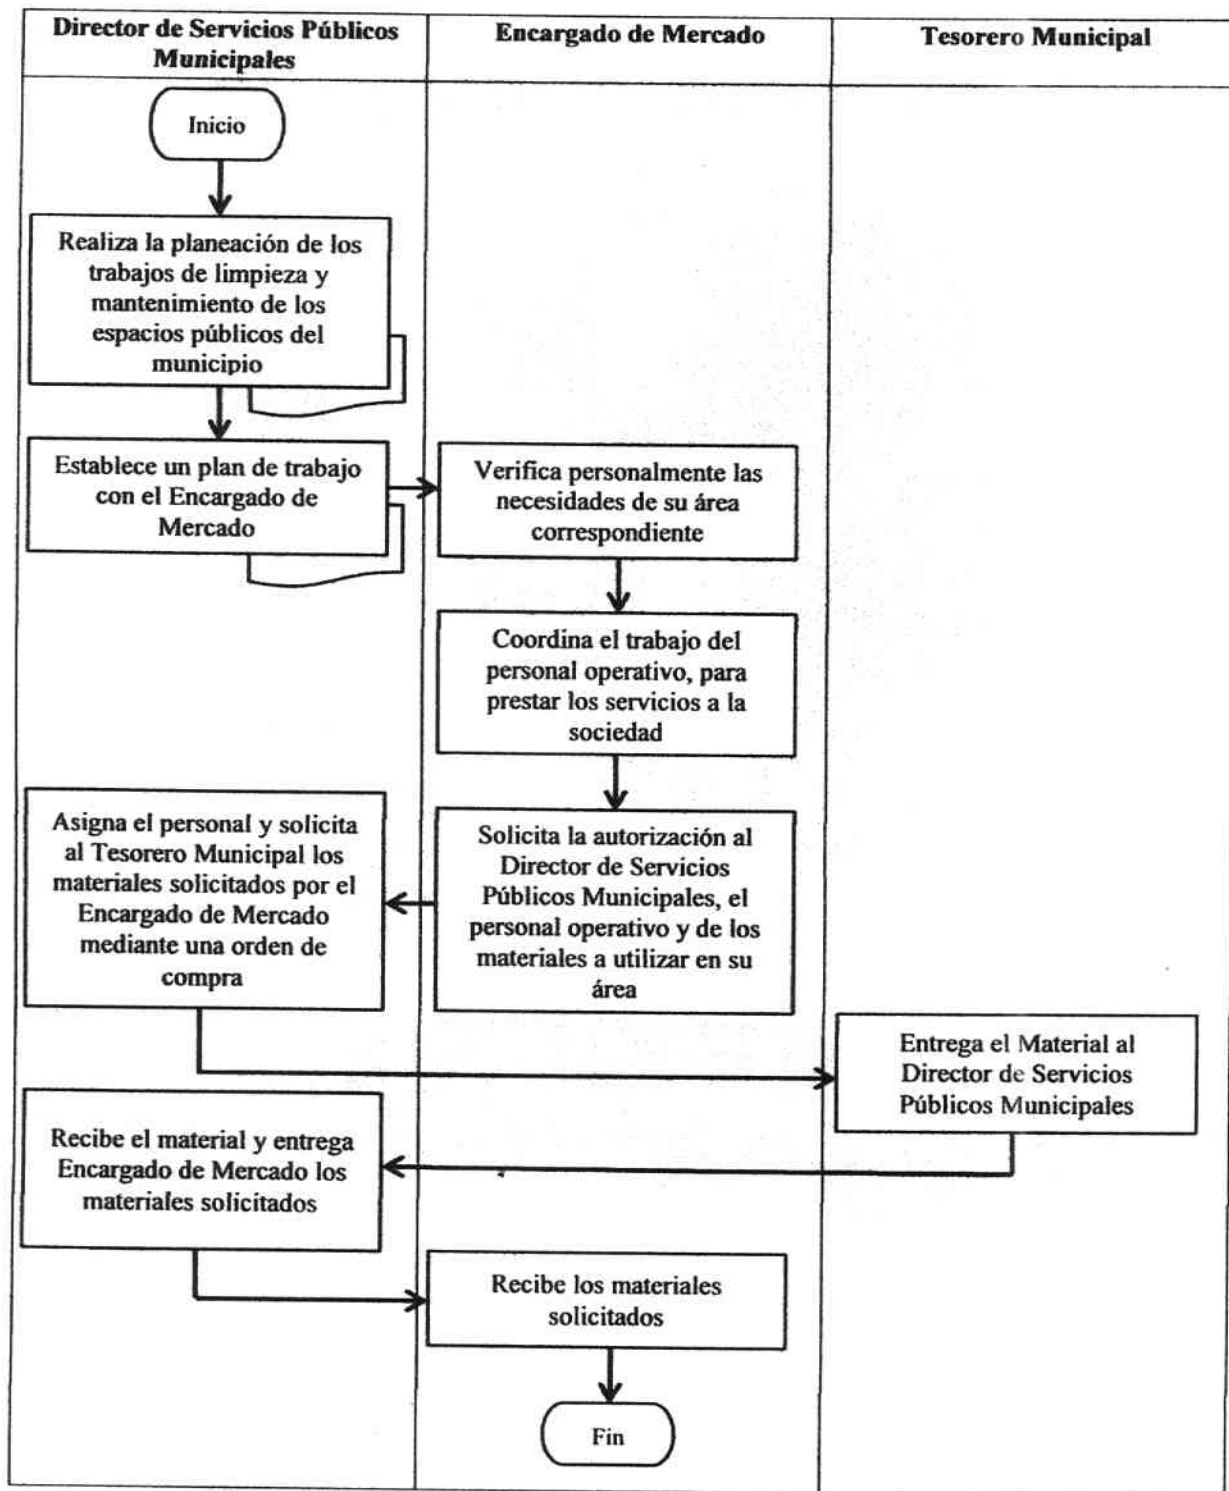 Director de Servicios Públicos
Municipales
Encargado de Mercado
Tesorero Municipal
Inicio
Realiza la planeación de los
trabajos de limpieza y
mantenimiento de los
espacios públicos del
municipio
Establece un plan de trabajo
con el Encargado de
Mercado
Verifica personalmente las
necesidades de su área
correspondiente
Coordina el trabajo del
personal operativo, para
prestar los servicios a la
sociedad
Solicita la autorización al
Director de Servicios
Públicos Municipales, el
personal operativo y de los
materiales a utilizar en su
área
Asigna el personal y solicita
al Tesorero Municipal los
materiales solicitados por el
Encargado de Mercado
mediante una orden de
compra
Entrega el Material al
Director de Servicios
Públicos Municipales
Recibe el material y entrega
Encargado de Mercado los
materiales solicitados
Recibe los materiales
solicitados
Fin